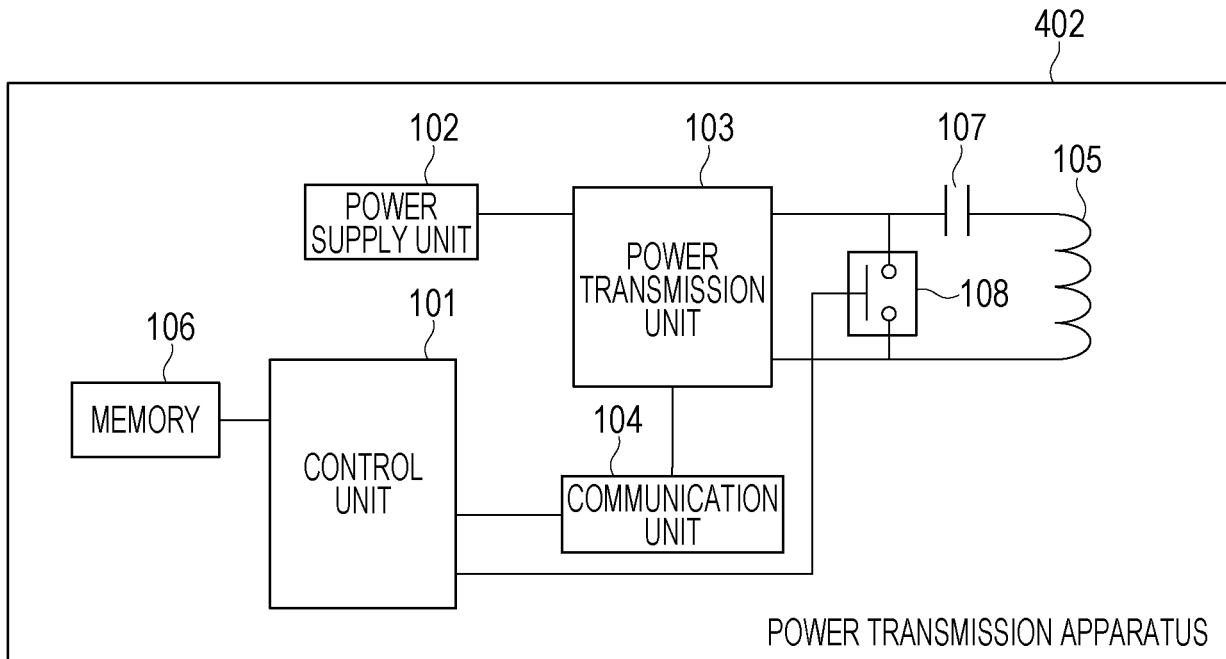 402
102
103
107
105
POWER
SUPPLY UNIT
POWER
TRANSMISSION
UNIT
108
101
106
MEMORY
CONTROL
UNIT
104
COMMUNICATION
UNIT
POWER TRANSMISSION APPARATUS